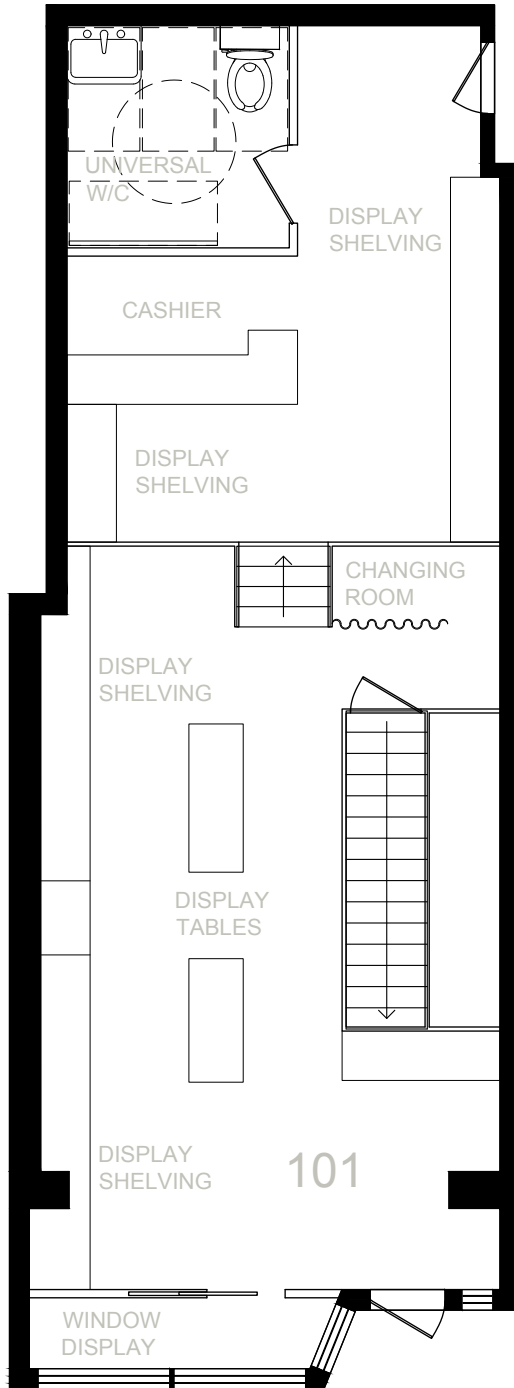 UNIVERSAL
W/C
DISPLAY
SHELVING
CASHIER
DISPLAY
SHELVING
CHANGING
ROOM
DISPLAY
SHELVING
DISPLAY
TABLES
DISPLAY
SHELVING
101
WINDOW
DISPLAY